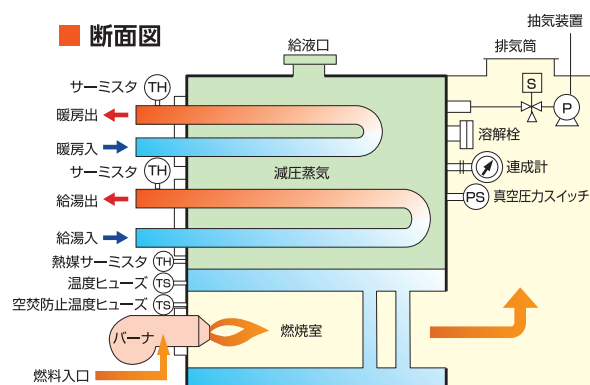 断面図
抽気装置
給液口
排気筒
サーミスタ
TH
S
暖房出
P
溶解栓
暖房入
サーミスタ
TH
減圧蒸気
連成計
給湯出
PS
真空圧力スイッチ
給湯入
熱媒サーミスタ
TH
温度ヒューズ
TS
空焚防止温度ヒューズ
TS
バーナ
燃焼室
燃料入口